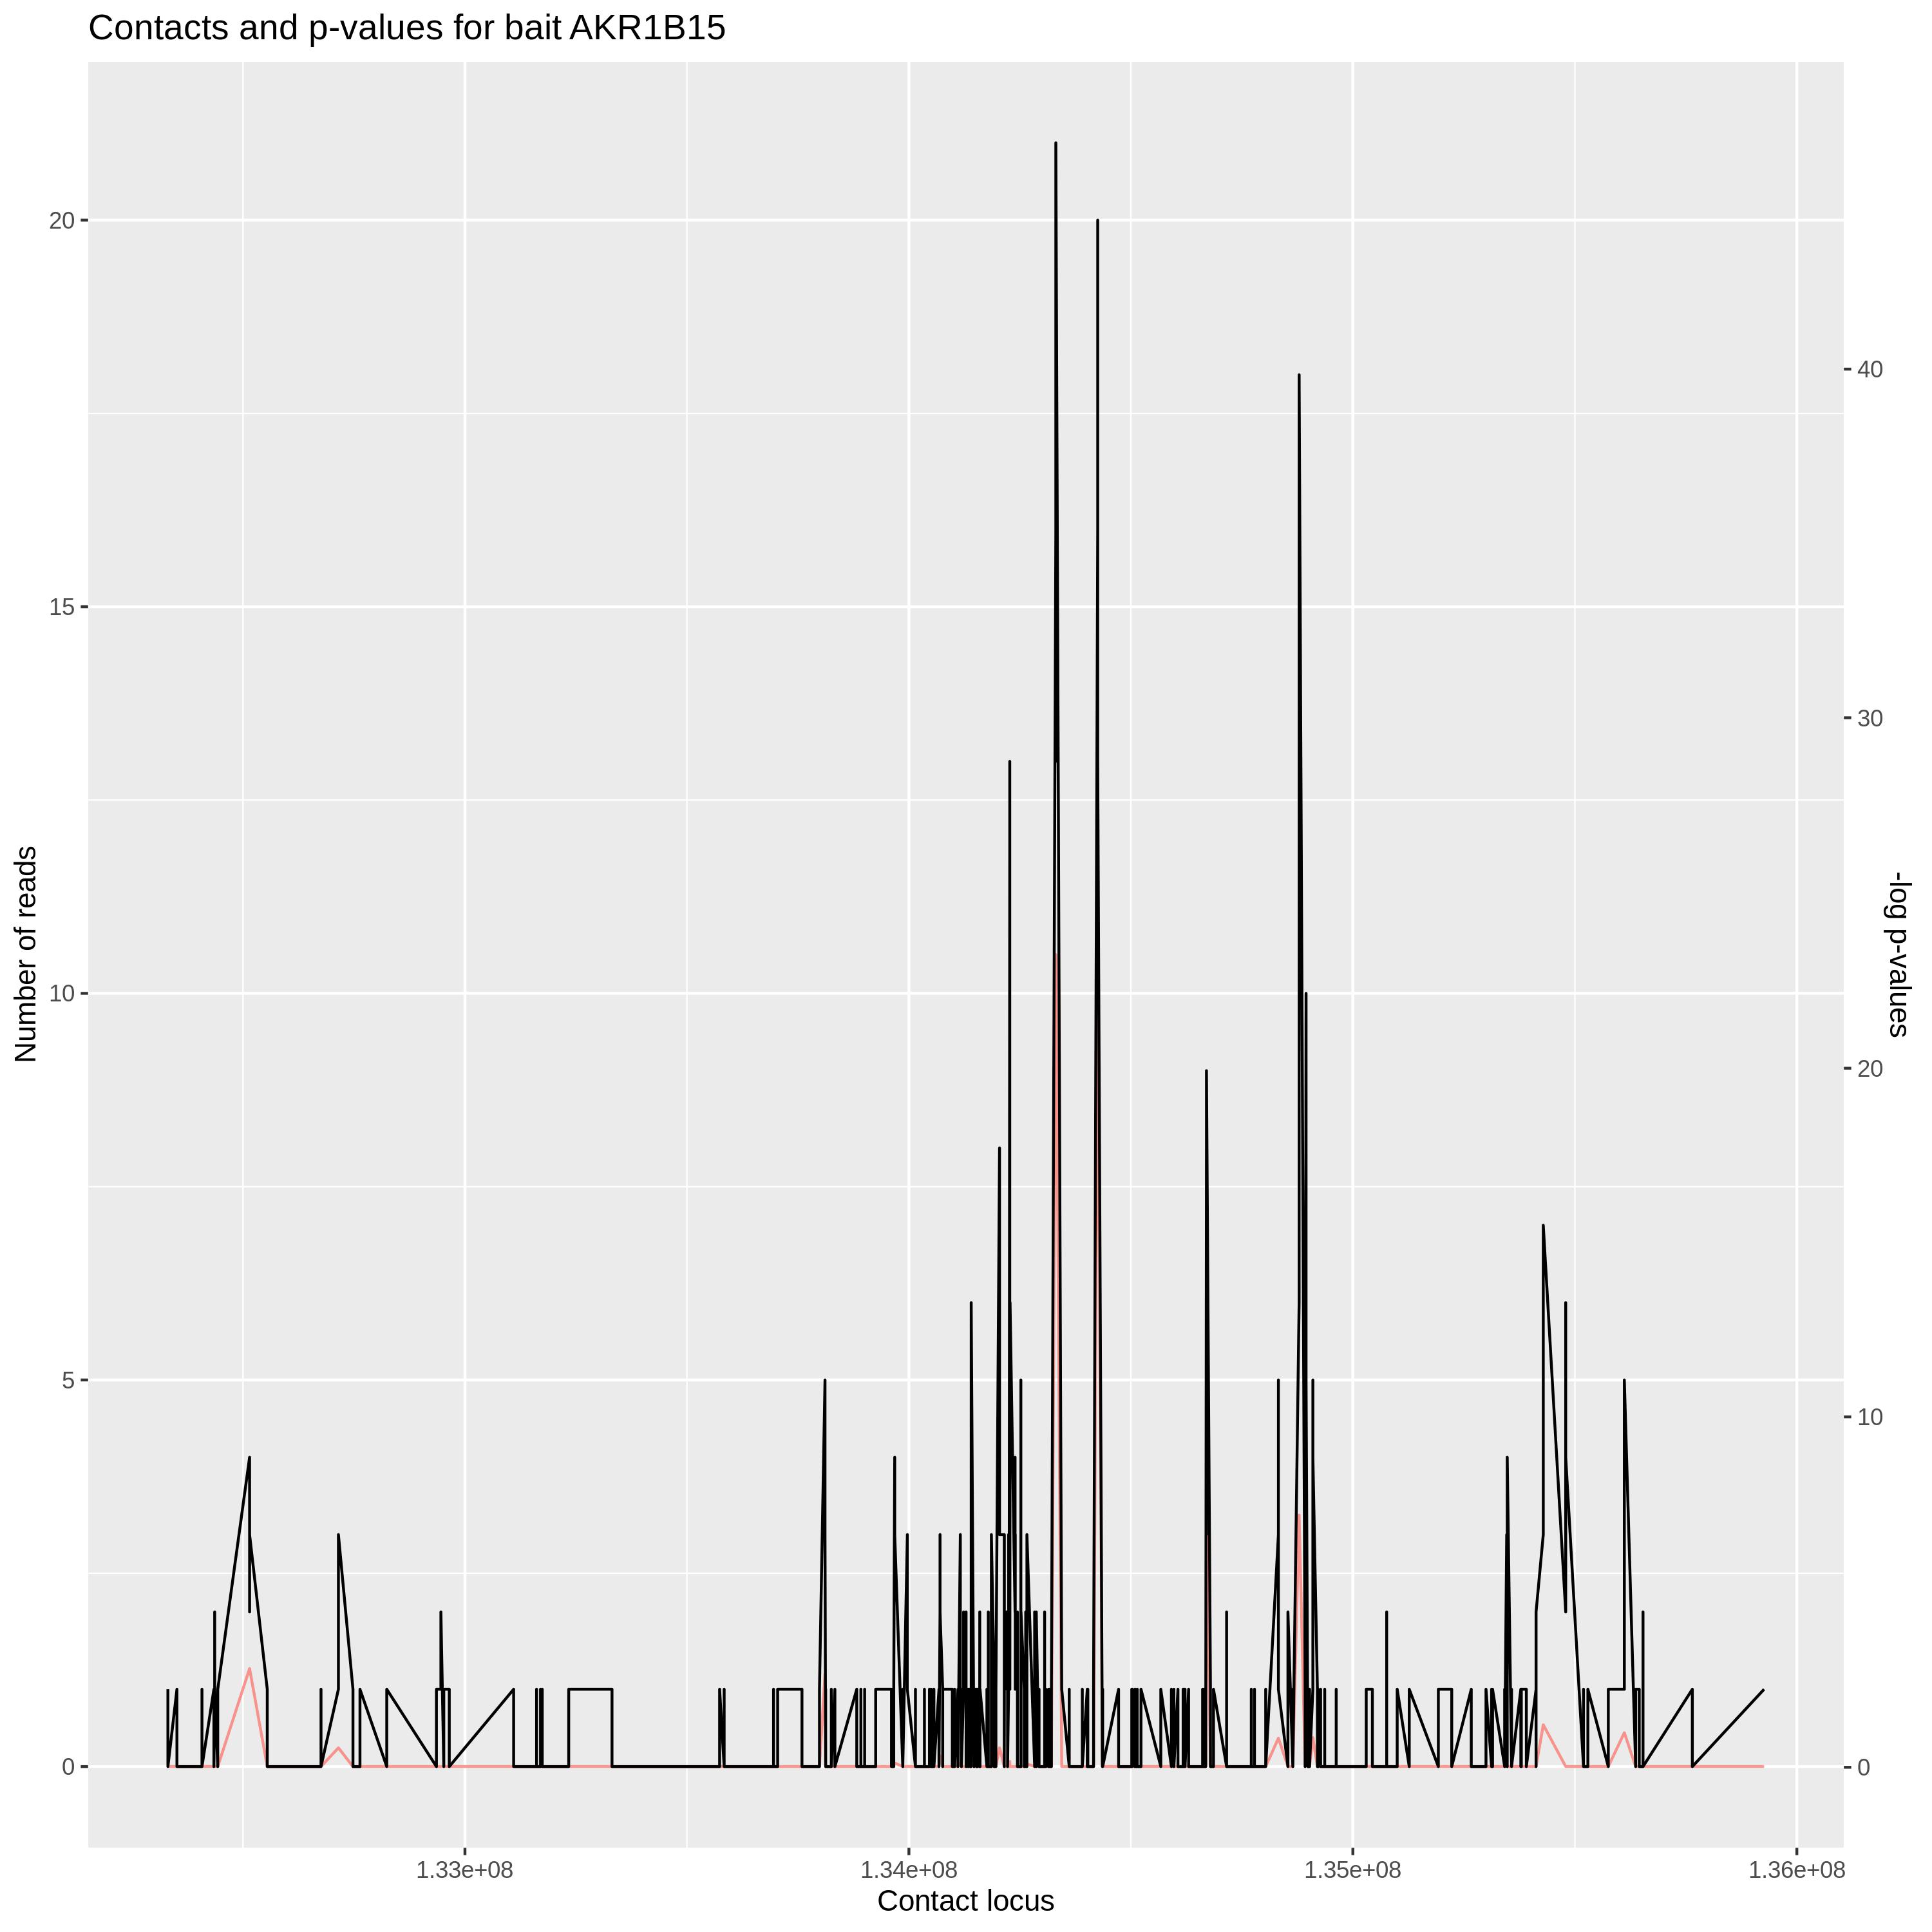 Contacts and p-values for bait AKR1B15
20
15
10
5
0
Number of reads
40
30
20
10
0
-log p-values
1.33e+08 1.34e+08 1.35e+08 1.36e+08
Contact locus